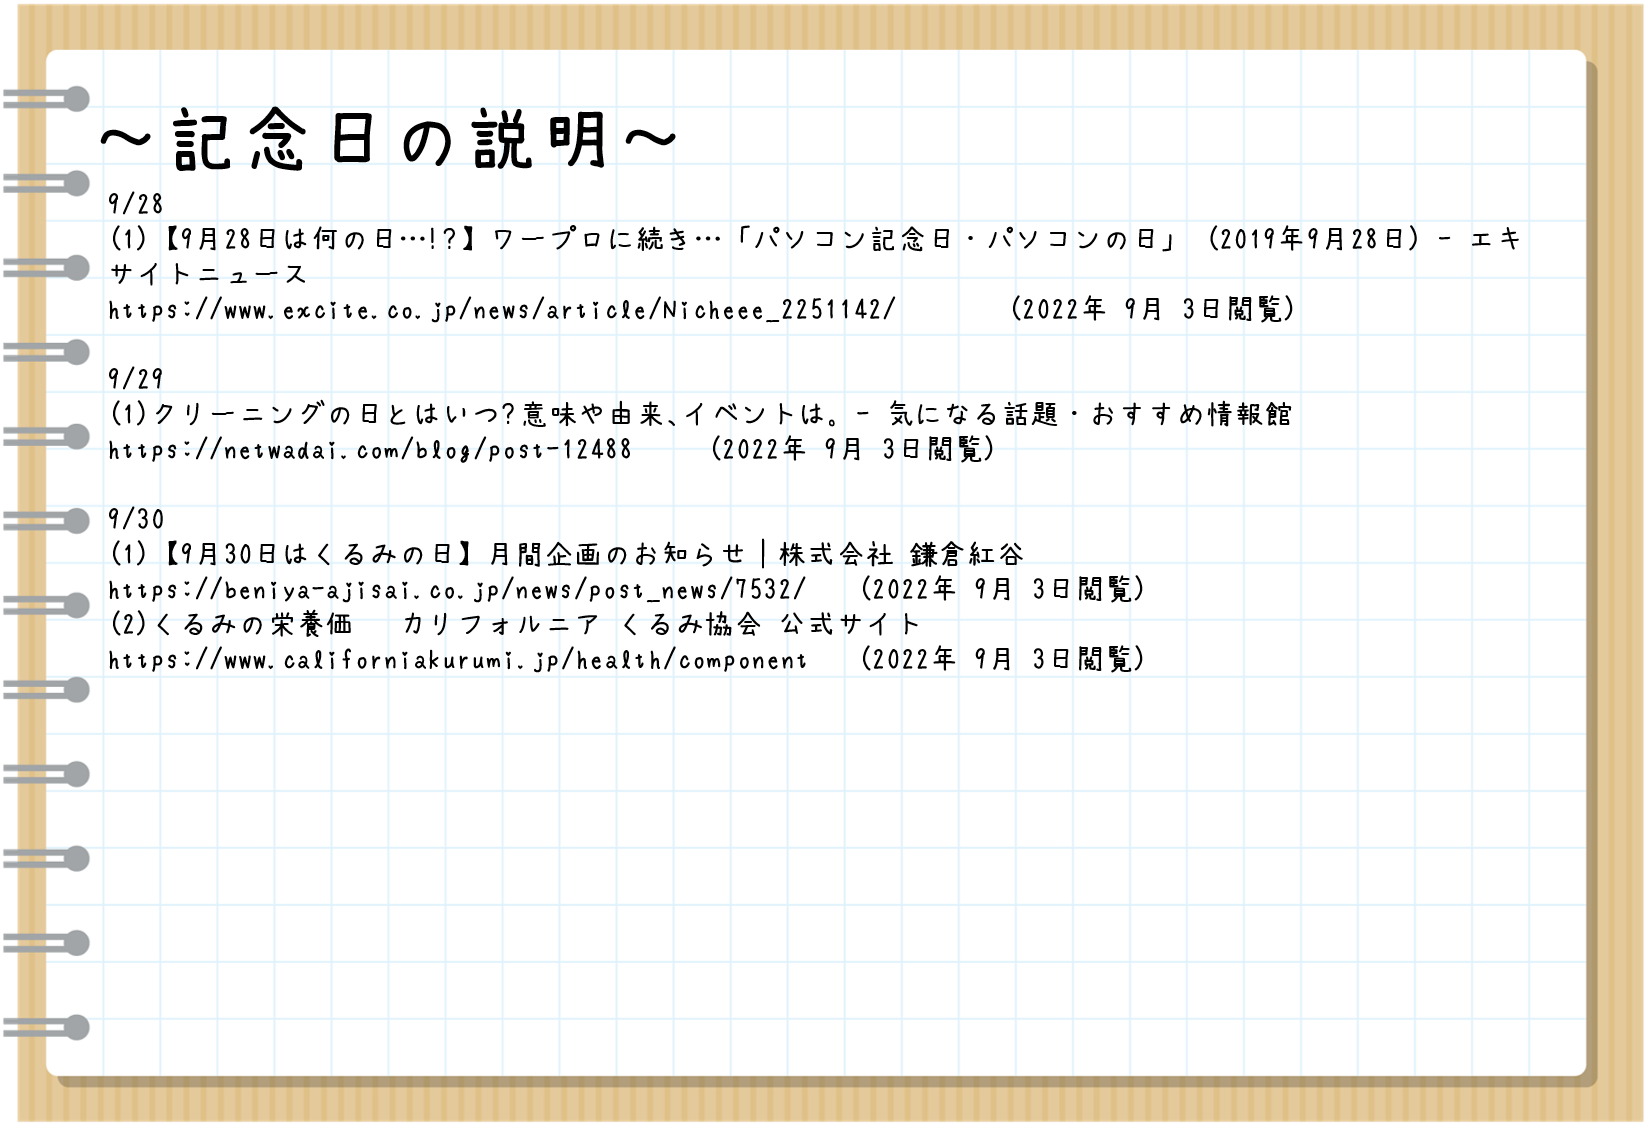 ～記念日の説明～
9/28
(1)【9月28日は何の日…!?】ワープロに続き…「パソコン記念日・パソコンの日」 (2019年9月28日) - エキ
サイトニュース
https://www.excite.co.jp/news/article/Nicheee_2251142/ (2022年 9月 3日閲覧)
9/29
(1)クリーニングの日とはいつ?意味や由来、イベントは。 - 気になる話題・おすすめ情報館
https://netwadai.com/blog/post-12488 (2022年 9月 3日閲覧)
9/30
(1)【9月30日はくるみの日】月間企画のお知らせ|株式会社 鎌倉紅谷
https://beniya-ajisai.co.jp/news/post_news/7532/ (2022年 9月 3日閲覧)
(2)くるみの栄養価 カリフォルニア くるみ協会 公式サイト
https://www.californiakurumi.jp/health/component (2022年 9月 3日閲覧)